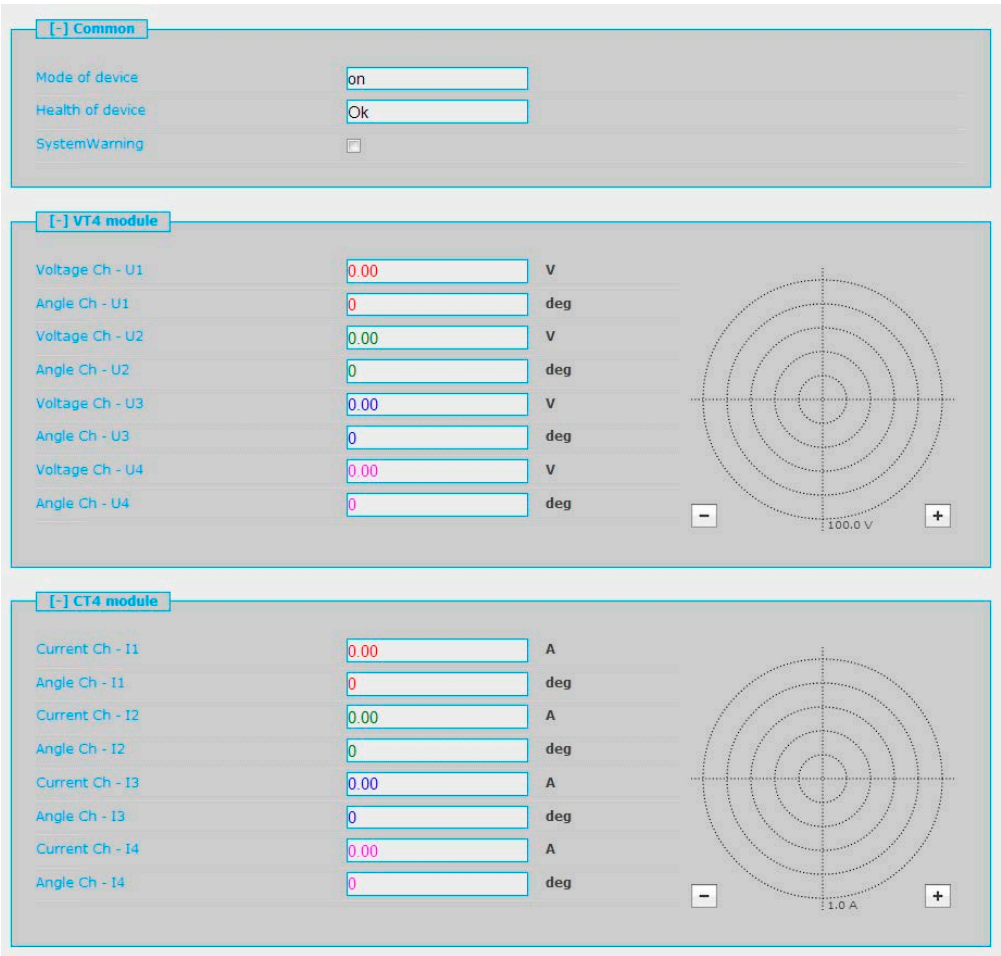 [-] Common
Mode of device on
Health of device Ok
SystemWarning
[-] VT4 module
Voltage Ch - U1 0.00 V
Angle Ch - U1 0 deg
Voltage Ch - U2 0.00 V
Angle Ch - U2 0 deg
Voltage Ch - U3 0.00 V
Angle Ch - U3 0 deg
Voltage Ch - U4 0.00 V
Angle Ch - U4 0 deg
- +
100.0 V
[-] CT4 module
Current Ch - I1 0.00 A
Angle Ch - I1 0 deg
Current Ch - I2 0.00 A
Angle Ch - I2 0 deg
Current Ch - I3 0.00 A
Angle Ch - I3 0 deg
Current Ch - I4 0.00 A
Angle Ch - I4 0 deg
- +
1.0 A